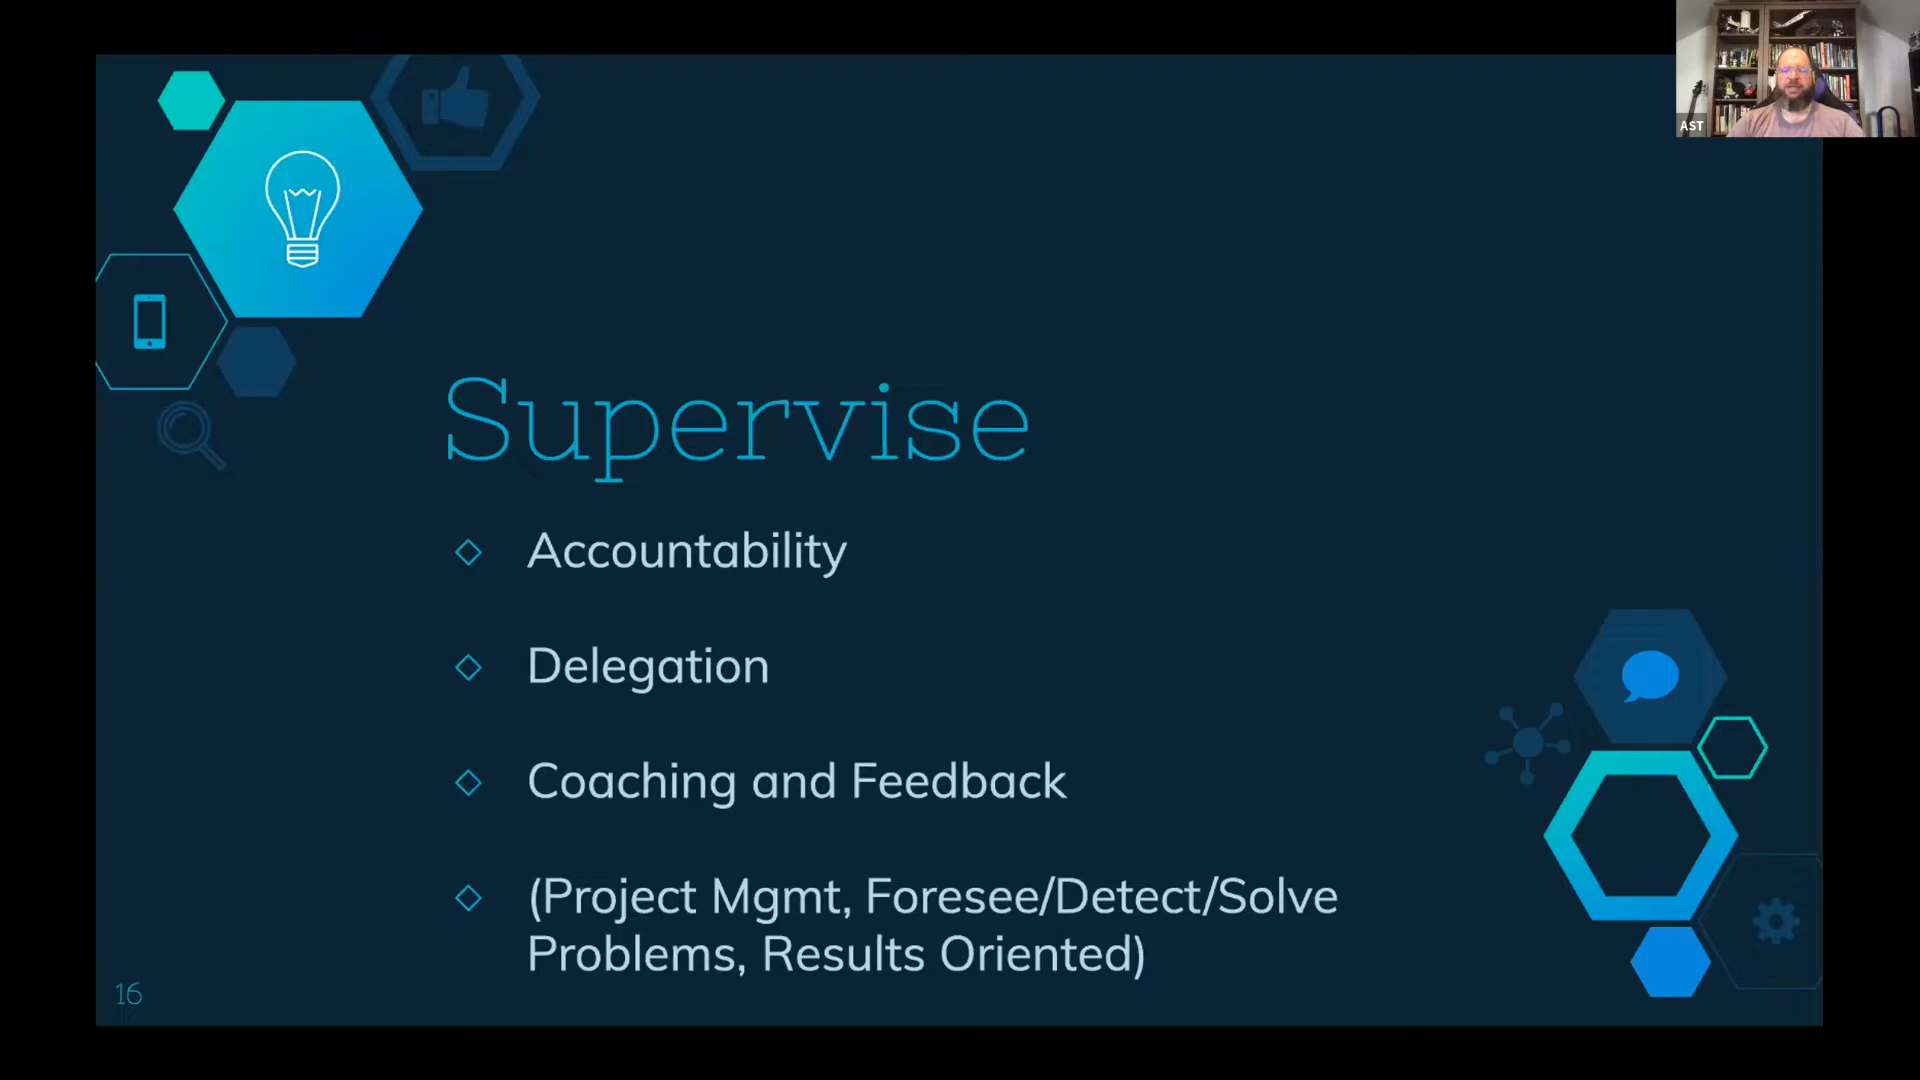 AST
Supervise
Accountability
Delegation
Coaching and Feedback
(Project Mgmt, Foresee/Detect/Solve
Problems, Results Oriented)
16